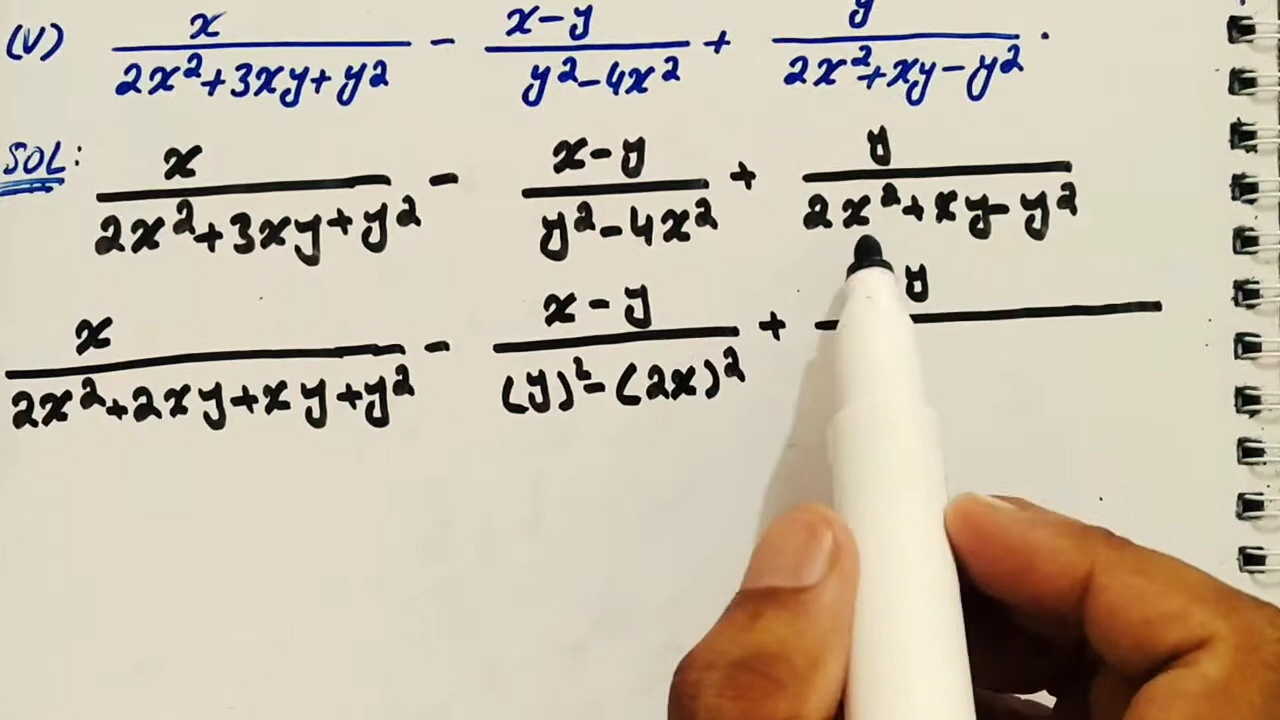 (V) x/(2x²+3xy+y²) - (x-y)/(y²-4x²) + y/(2x²+xy-y²).
SOL: x/(2x²+3xy+y²) - (x-y)/(y²-4x²) + y/(2x²+xy-y²)
x/(2x²+2xy+xy+y²) - (x-y)/((y)²-(2x)²) + y/